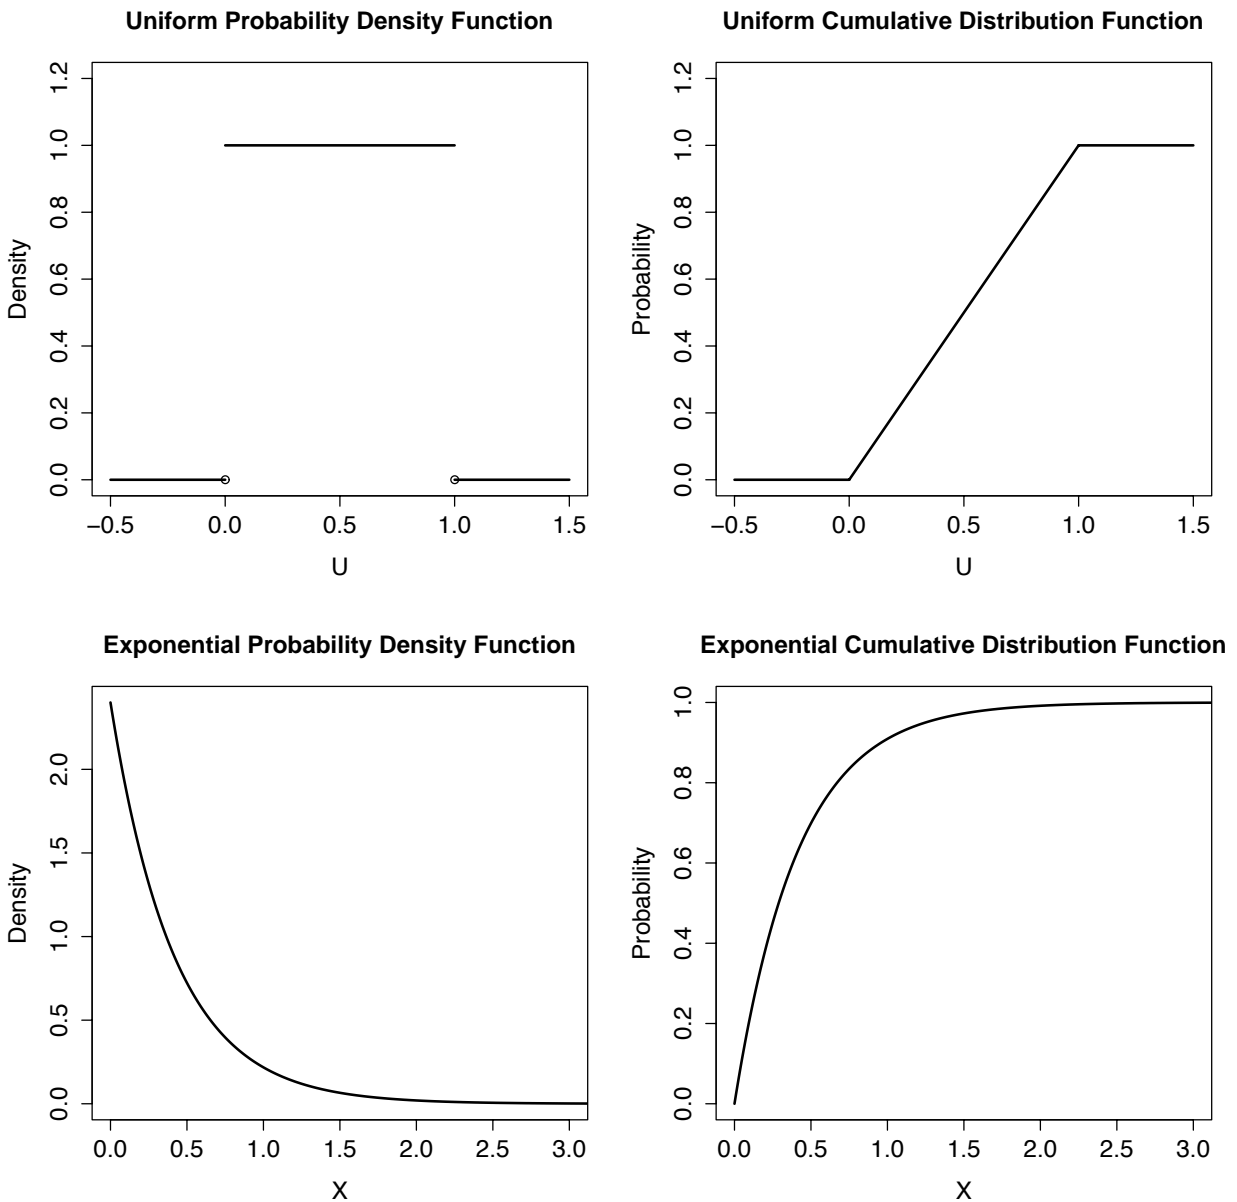 Uniform Probability Density Function
Density
0.0 0.2 0.4 0.6 0.8 1.0 1.2
−0.5 0.0 0.5 1.0 1.5
U
Uniform Cumulative Distribution Function
Probability
0.0 0.2 0.4 0.6 0.8 1.0 1.2
−0.5 0.0 0.5 1.0 1.5
U
Exponential Probability Density Function
Density
0.0 0.5 1.0 1.5 2.0
0.0 0.5 1.0 1.5 2.0 2.5 3.0
X
Exponential Cumulative Distribution Function
Probability
0.0 0.2 0.4 0.6 0.8 1.0
0.0 0.5 1.0 1.5 2.0 2.5 3.0
X